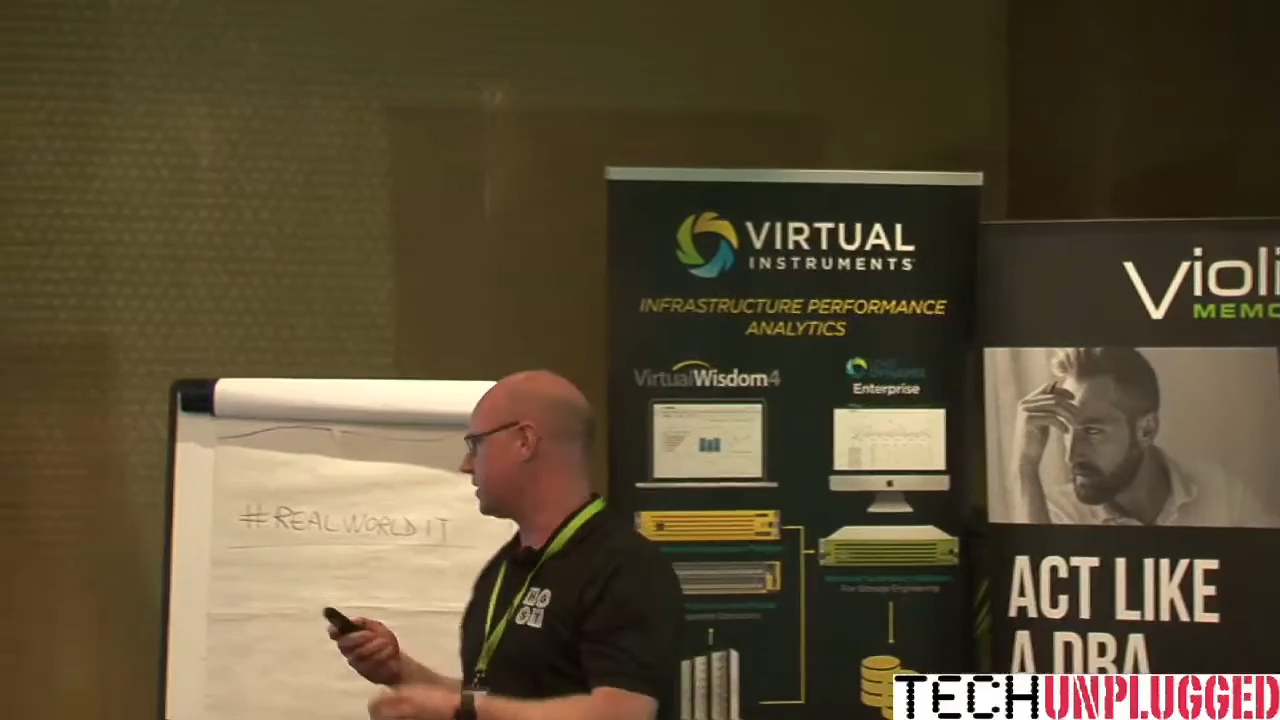 #REALWORLDIT
VIRTUAL
INSTRUMENTS
INFRASTRUCTURE PERFORMANCE
ANALYTICS
VirtualWisdom4
Enterprise
VIOLI
MEMO
ACT LIKE
A DBA
TECHUNPLUGGED